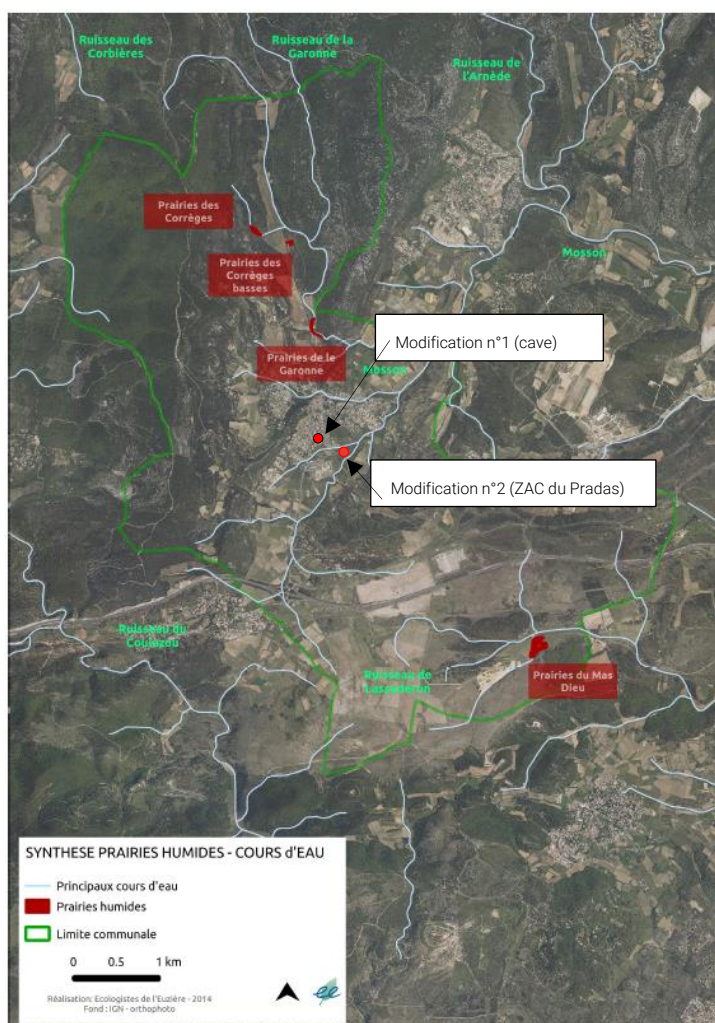 Ruisseau des
Corbières
Ruisseau de la
Garonne
Ruisseau de
l'Arnède
Prairies des
Corrèges
Prairies des
Corrèges
basses
Mosson
Modification n°1 (cave)
Prairies de le
Garonne
Mosson
Modification n°2 (ZAC du Pradas)
Ruisseau du
Coulazou
Ruisseau de
Lassederon
Prairies du Mas
Dieu
SYNTHESE PRAIRIES HUMIDES - COURS d'EAU
Principaux cours d'eau
Prairies humides
Limite communale
0 0.5 1 km
Réalisation: Ecologistes de l'Euzière - 2014
Fond : IGN - orthophoto